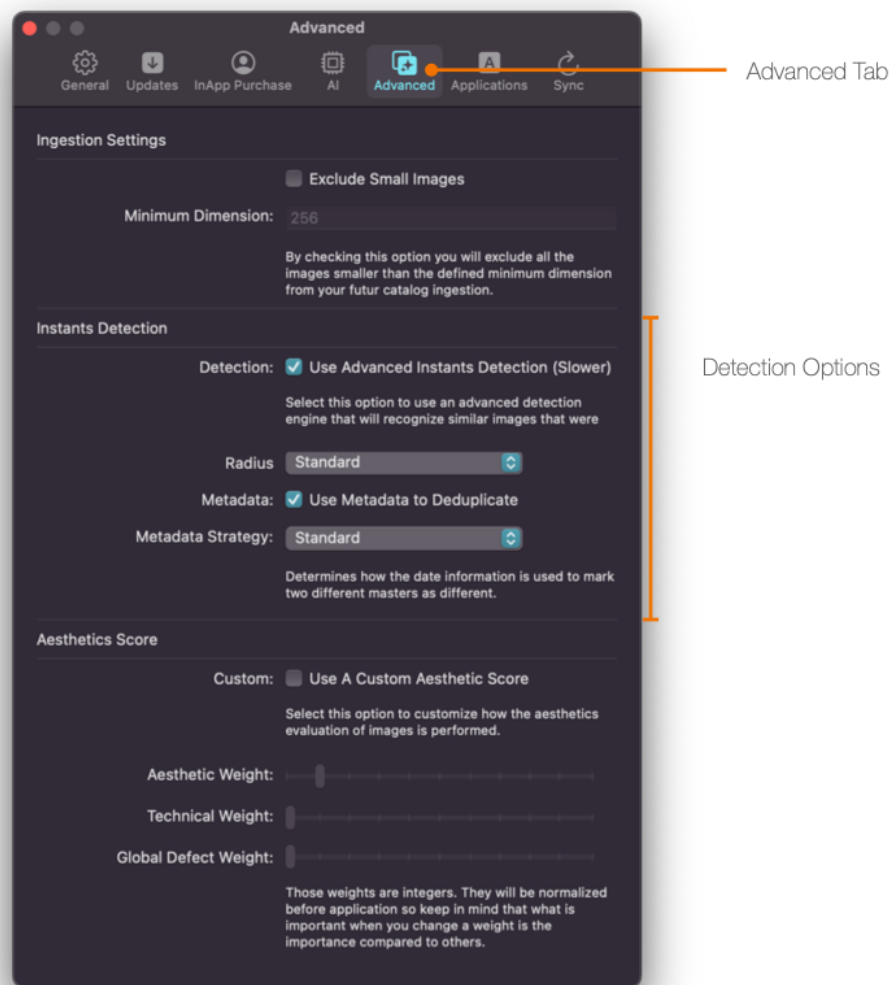 Advanced
General Updates InApp Purchase AI Advanced Applications Sync
Advanced Tab
Ingestion Settings
Exclude Small Images
Minimum Dimension: 256
By checking this option you will exclude all the
images smaller than the defined minimum dimension
from your futur catalog ingestion.
Instants Detection
Detection: Use Advanced Instants Detection (Slower)
Detection Options
Select this option to use an advanced detection
engine that will recognize similar images that were
Radius Standard
Metadata: Use Metadata to Deduplicate
Metadata Strategy: Standard
Determines how the date information is used to mark
two different masters as different.
Aesthetics Score
Custom: Use A Custom Aesthetic Score
Select this option to customize how the aesthetics
evaluation of images is performed.
Aesthetic Weight:
Technical Weight:
Global Defect Weight:
Those weights are integers. They will be normalized
before application so keep in mind that what is
important when you change a weight is the
importance compared to others.